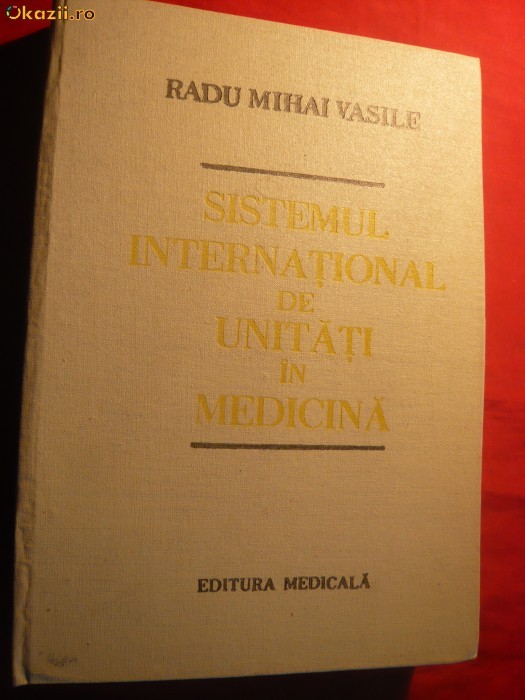 Okazii.ro
RADU MIHAI VASILE
SISTEMUL
INTERNAȚIONAL
DE
UNITĂȚI
ÎN
MEDICINĂ
EDITURA MEDICALĂ